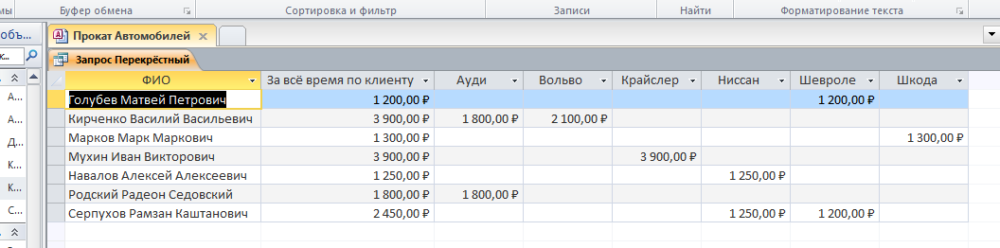 мы Буфер обмена Сортировка и фильтр Записи Найти Форматирование текста
объ... Прокат Автомобилей
к... Запрос Перекрёстный
ФИО За всё время по клиенту Ауди Вольво Крайслер Ниссан Шевроле Шкода
А... Голубев Матвей Петрович 1 200,00 ₽ 1 200,00 ₽
А... Кирченко Василий Васильевич 3 900,00 ₽ 1 800,00 ₽ 2 100,00 ₽
Д... Марков Марк Маркович 1 300,00 ₽ 1 300,00 ₽
К... Мухин Иван Викторович 3 900,00 ₽ 3 900,00 ₽
К... Навалов Алексей Алексеевич 1 250,00 ₽ 1 250,00 ₽
С... Родский Радеон Седовский 1 800,00 ₽ 1 800,00 ₽
Серпухов Рамзан Каштанович 2 450,00 ₽ 1 250,00 ₽ 1 200,00 ₽